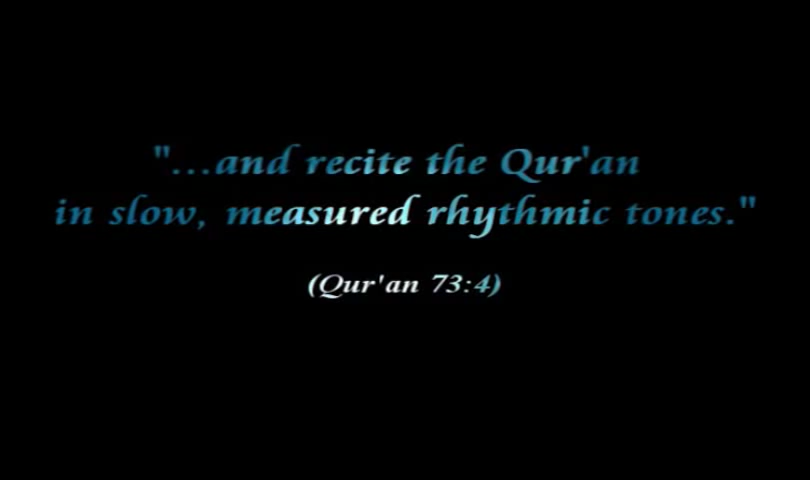 "...and recite the Qur'an
in slow, measured rhythmic tones."
(Qur'an 73:4)